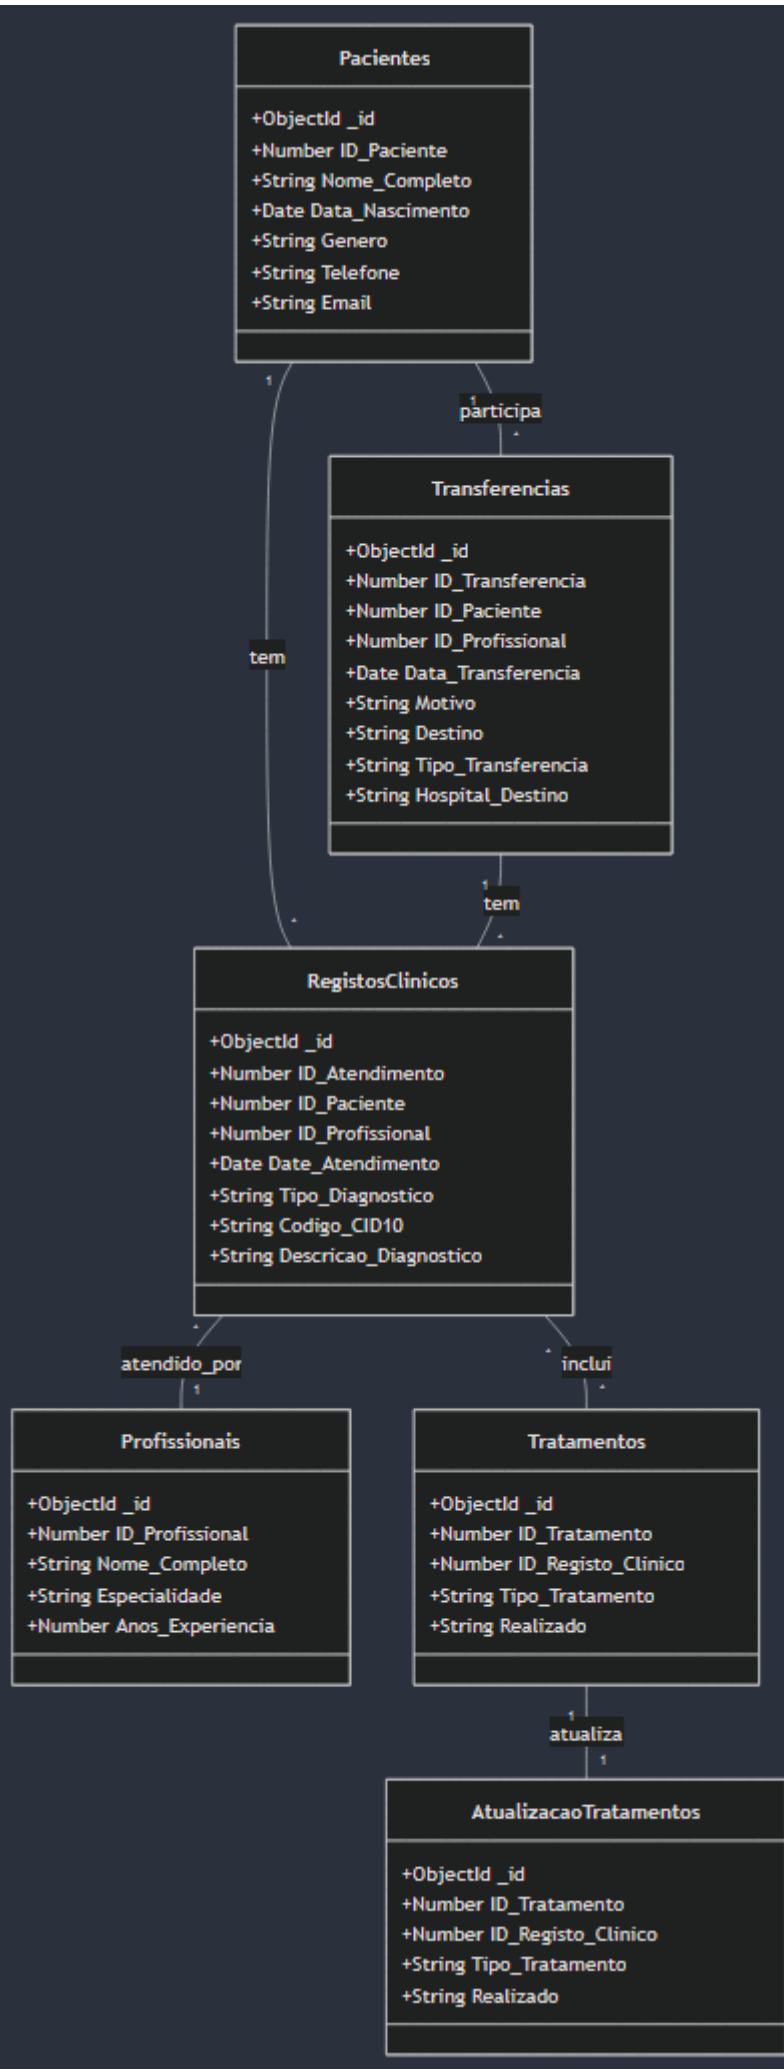 Pacientes
+ObjectId _id
+Number ID_Paciente
+String Nome_Completo
+Date Data_Nascimento
+String Genero
+String Telefone
+String Email
1
1
participa
*
Transferencias
+ObjectId _id
+Number ID_Transferencia
+Number ID_Paciente
+Number ID_Profissional
+Date Data_Transferencia
+String Motivo
+String Destino
+String Tipo_Transferencia
+String Hospital_Destino
tem
1
tem
*
*
RegistosClinicos
+ObjectId _id
+Number ID_Atendimento
+Number ID_Paciente
+Number ID_Profissional
+Date Date_Atendimento
+String Tipo_Diagnostico
+String Codigo_CID10
+String Descricao_Diagnostico
*
atendido_por
1
*
inclui
*
Profissionais
+ObjectId _id
+Number ID_Profissional
+String Nome_Completo
+String Especialidade
+Number Anos_Experiencia
Tratamentos
+ObjectId _id
+Number ID_Tratamento
+Number ID_Registo_Clinico
+String Tipo_Tratamento
+String Realizado
1
atualiza
1
AtualizacaoTratamentos
+ObjectId _id
+Number ID_Tratamento
+Number ID_Registo_Clinico
+String Tipo_Tratamento
+String Realizado